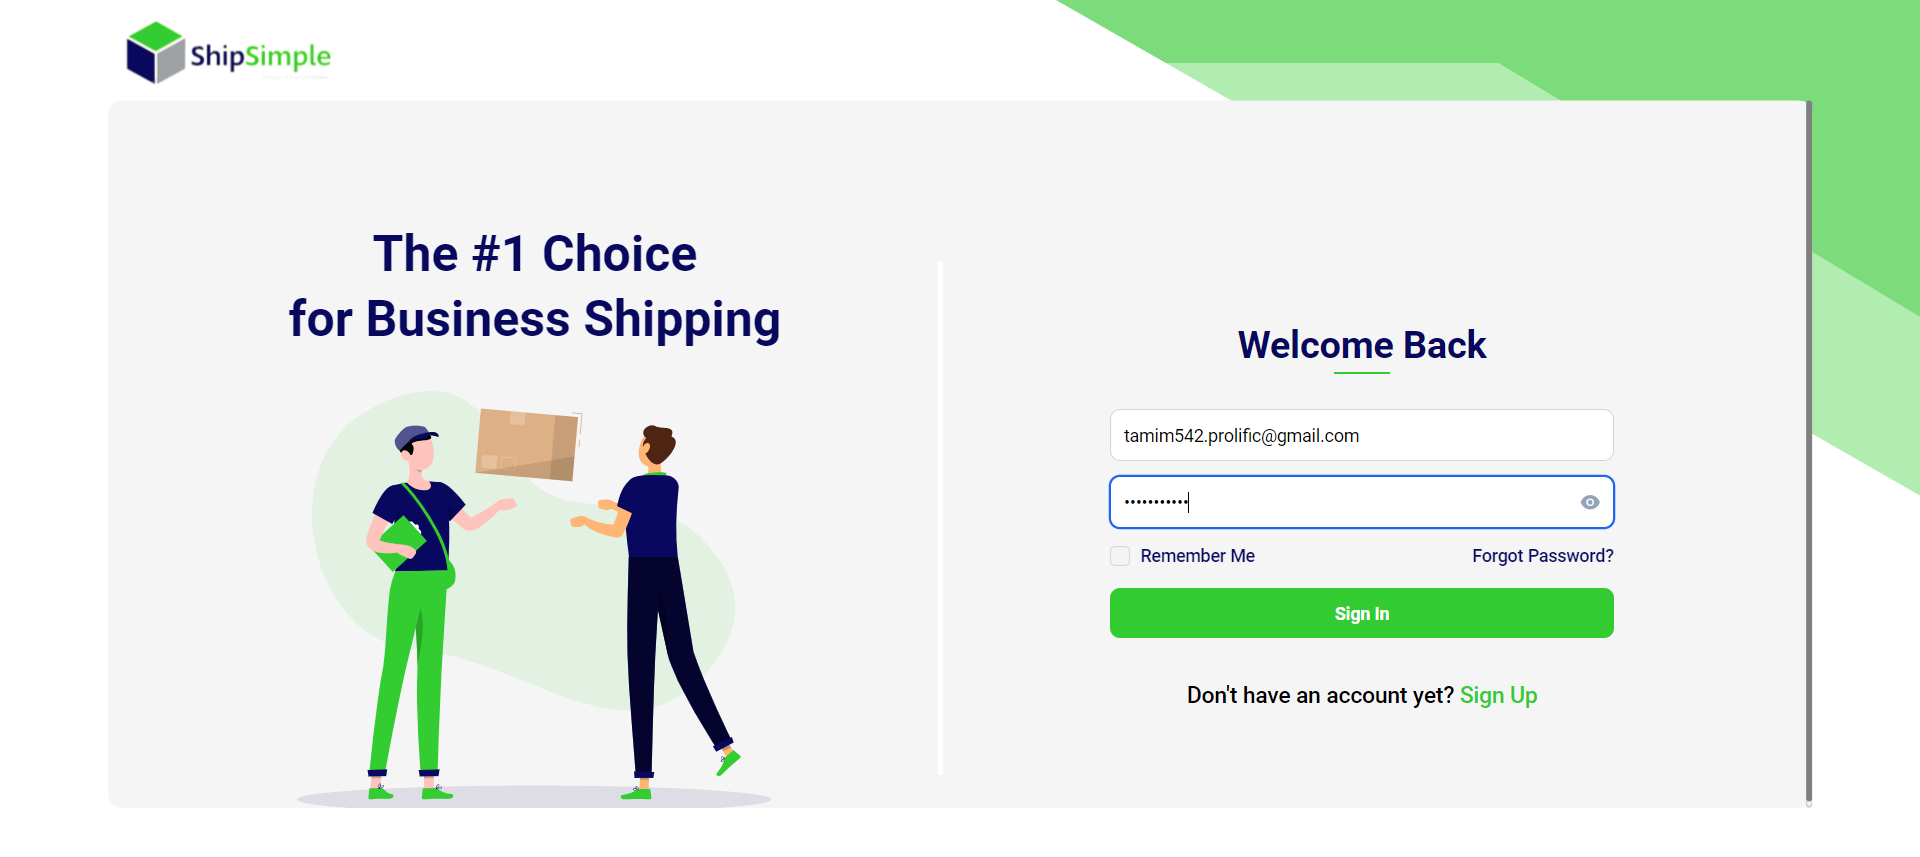 ShipSimple
The #1 Choice
for Business Shipping
Welcome Back
tamim542.prolific@gmail.com
•••••••••••
Remember Me
Forgot Password?
Sign In
Don't have an account yet? Sign Up